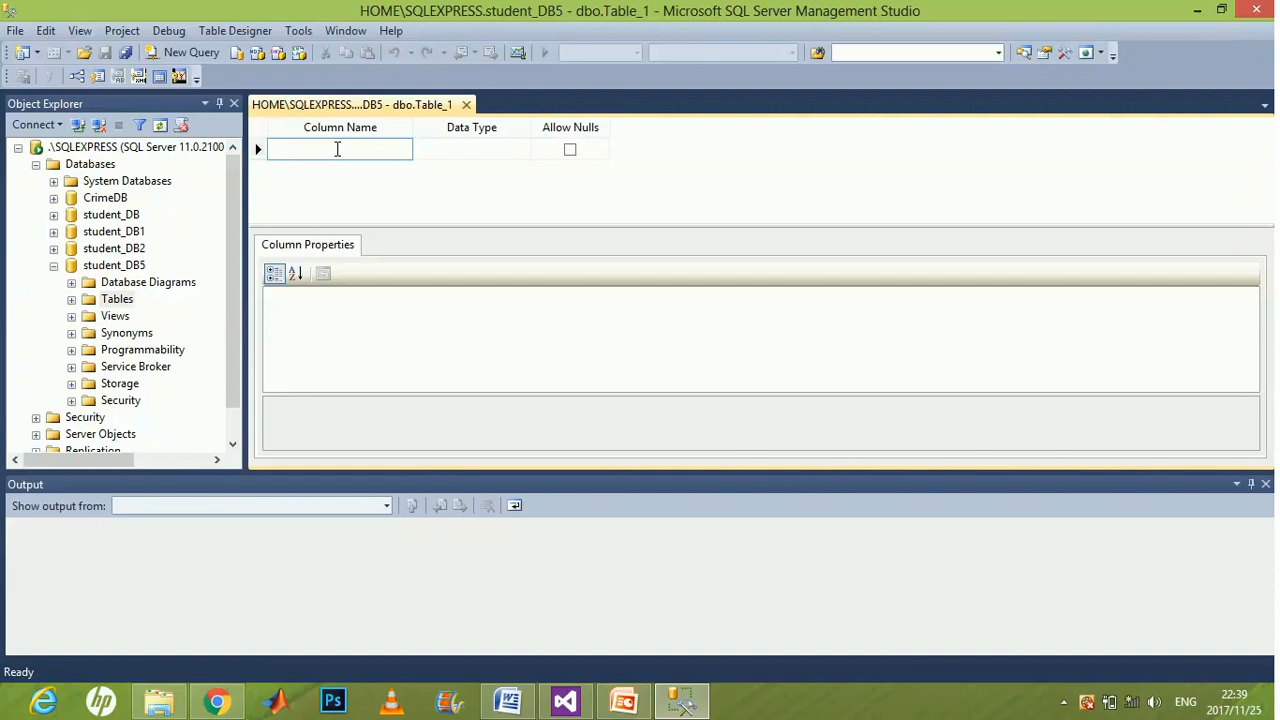 HOME\SQLEXPRESS.student_DB5 - dbo.Table_1 - Microsoft SQL Server Management Studio
File Edit View Project Debug Table Designer Tools Window Help
New Query
Object Explorer
HOME\SQLEXPRESS....DB5 - dbo.Table_1
Connect
Column Name Data Type Allow Nulls
.\SQLEXPRESS (SQL Server 11.0.2100
Databases
System Databases
CrimeDB
student_DB
student_DB1
student_DB2
student_DB5
Database Diagrams
Tables
Views
Synonyms
Programmability
Service Broker
Storage
Security
Security
Server Objects
Replication
Column Properties
Output
Show output from:
Ready
hp
Ps
ENG
22:39
2017/11/25